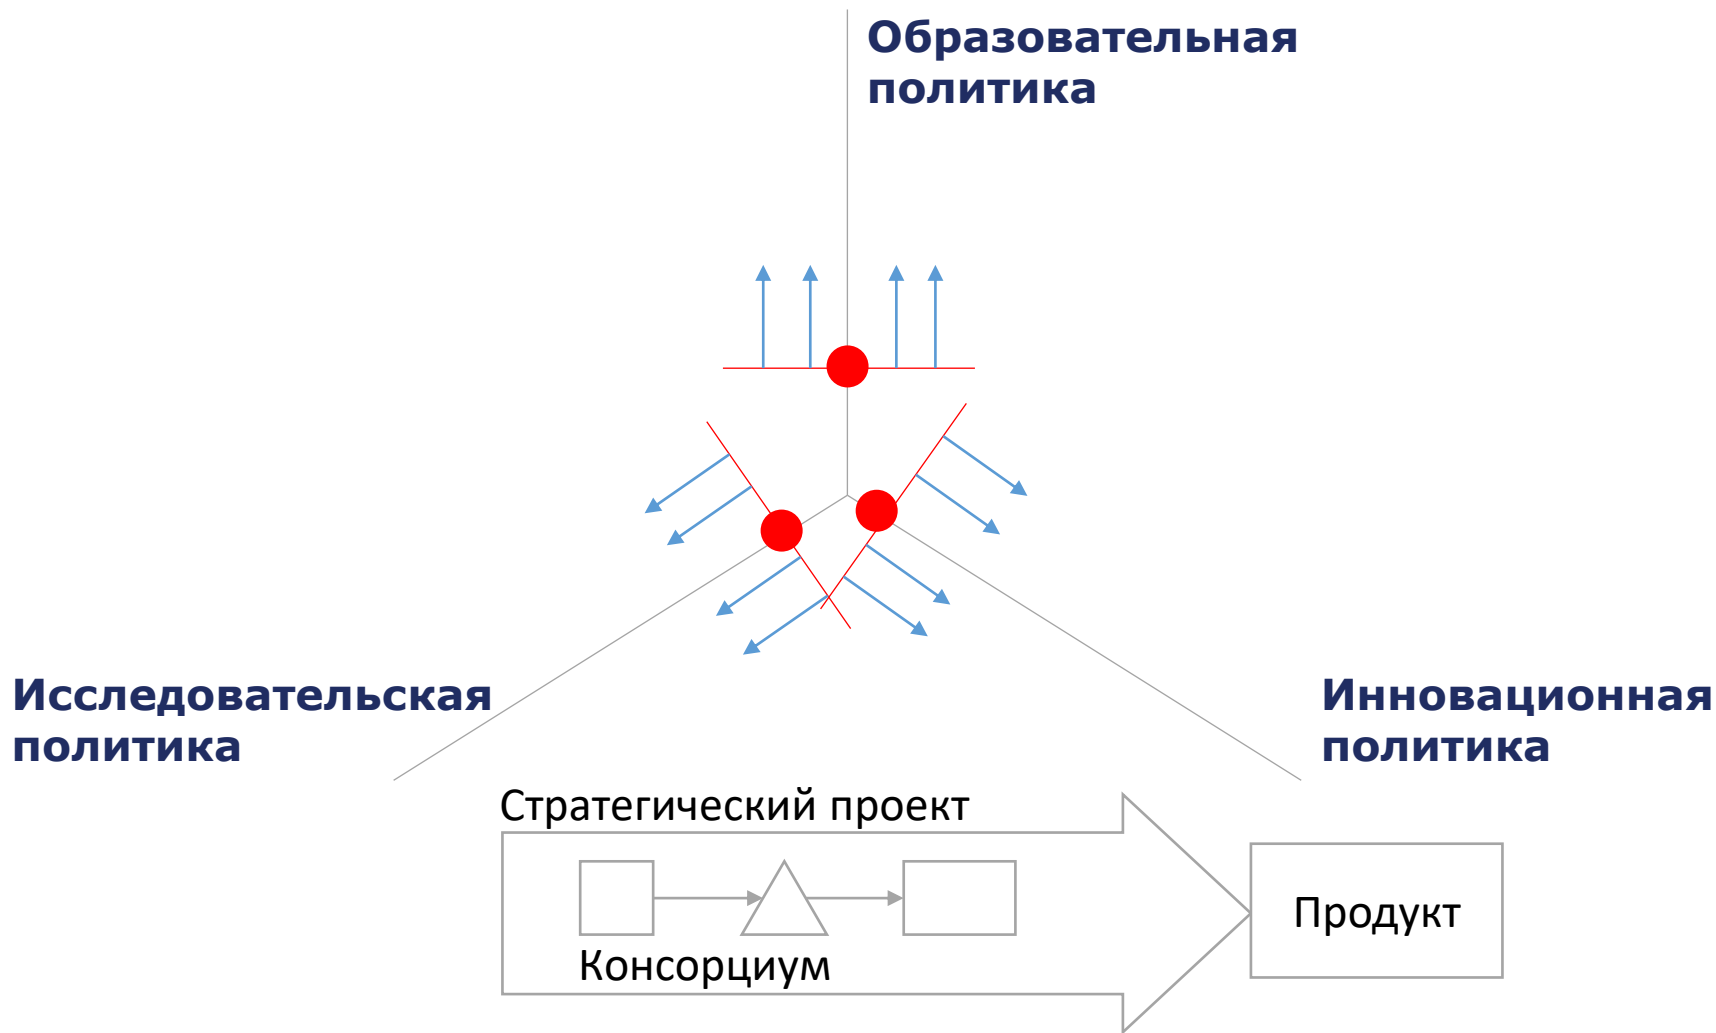 Образовательная
политика
Исследовательская
политика
Инновационная
политика
Стратегический проект
Консорциум
Продукт